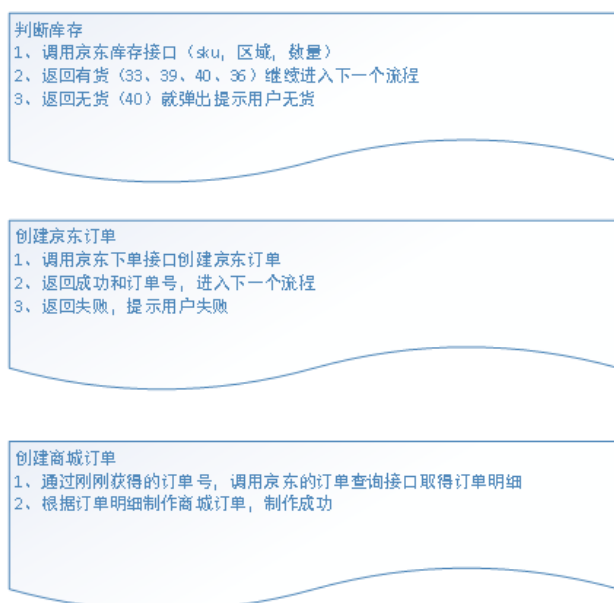 判断库存
1、调用京东库存接口（sku，区域，数量）
2、返回有货（33、39、40、36）继续进入下一个流程
3、返回无货（40）就弹出提示用户无货
创建京东订单
1、调用京东下单接口创建京东订单
2、返回成功和订单号，进入下一个流程
3、返回失败，提示用户失败
创建商城订单
1、通过刚刚获得的订单号，调用京东的订单查询接口取得订单明细
2、根据订单明细制作商城订单，制作成功